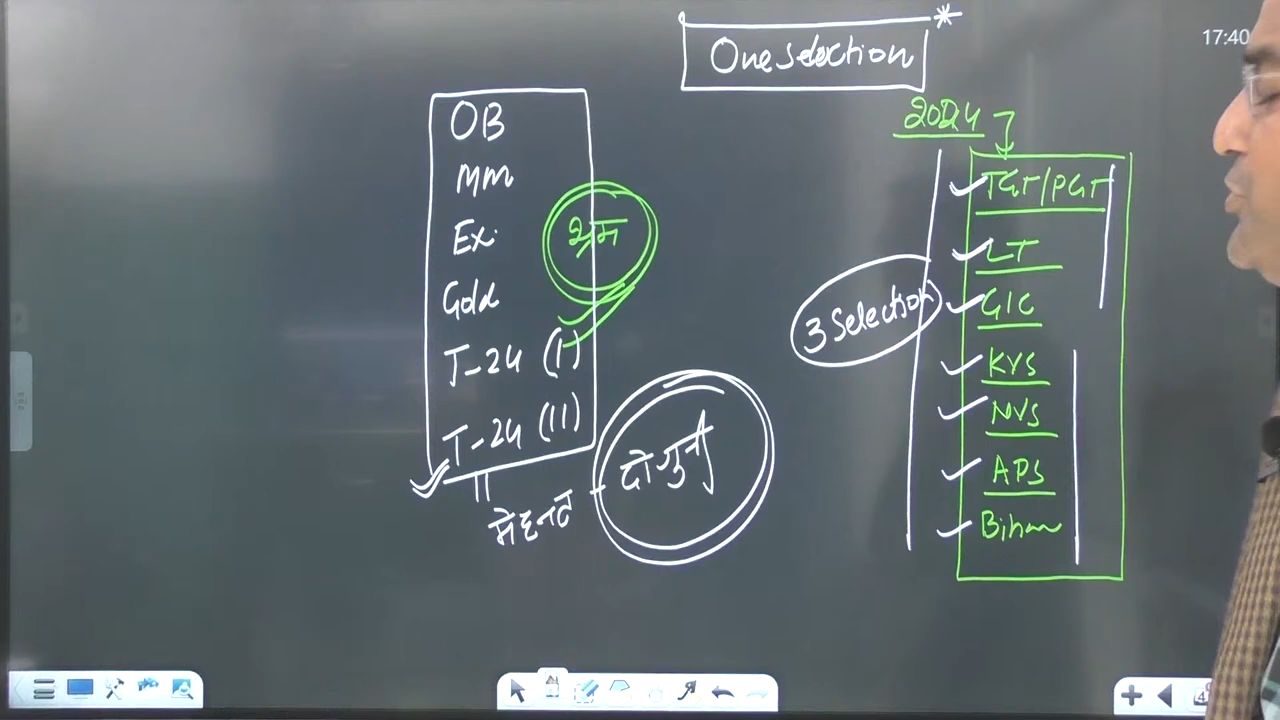 One selection *
17:40
OB
MM
Ex.
Gold
T-24 (I)
T-24 (II)
श्रम
मेहनत - दोगुनी
3 Selection
2024
TGT/PGT
LT
GIC
KVS
NVS
APS
Bihar